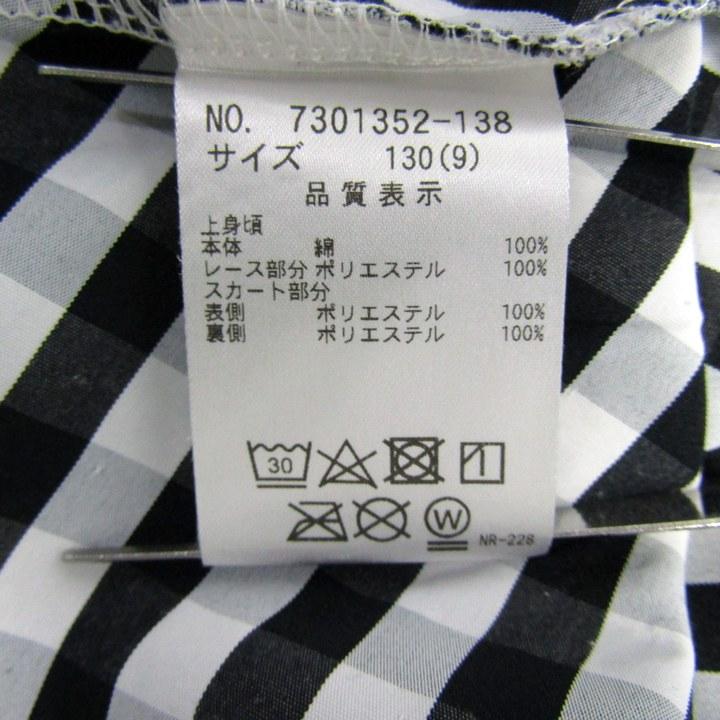 NO. 7301352-138
サイズ 130(9)
品質表示
上身頃
本体 綿 100%
レース部分 ポリエステル 100%
スカート部分
表側 ポリエステル 100%
裏側 ポリエステル 100%
30
W
NR-228